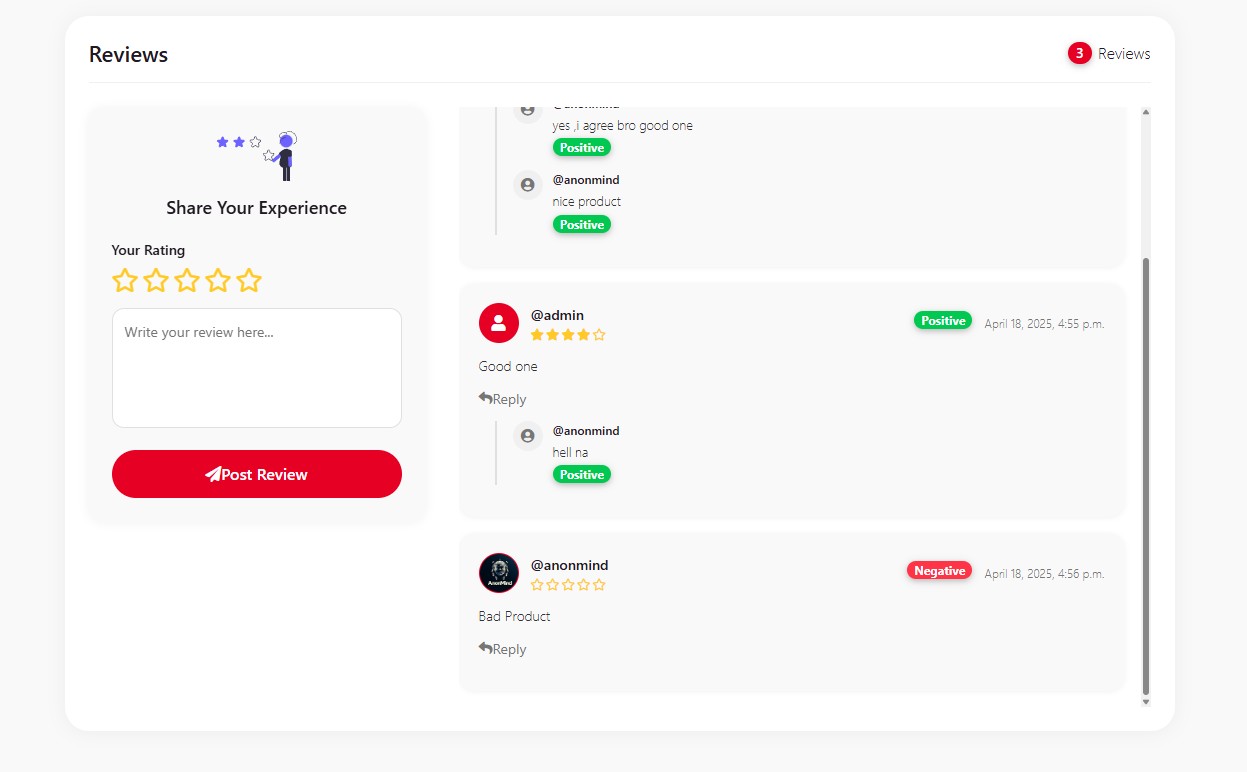 Reviews
3 Reviews
Share Your Experience
Your Rating
Write your review here...
Post Review
@anonmind
yes ,i agree bro good one
Positive
@anonmind
nice product
Positive
@admin
Positive
April 18, 2025, 4:55 p.m.
Good one
Reply
@anonmind
hell na
Positive
AnonMind
@anonmind
Negative
April 18, 2025, 4:56 p.m.
Bad Product
Reply